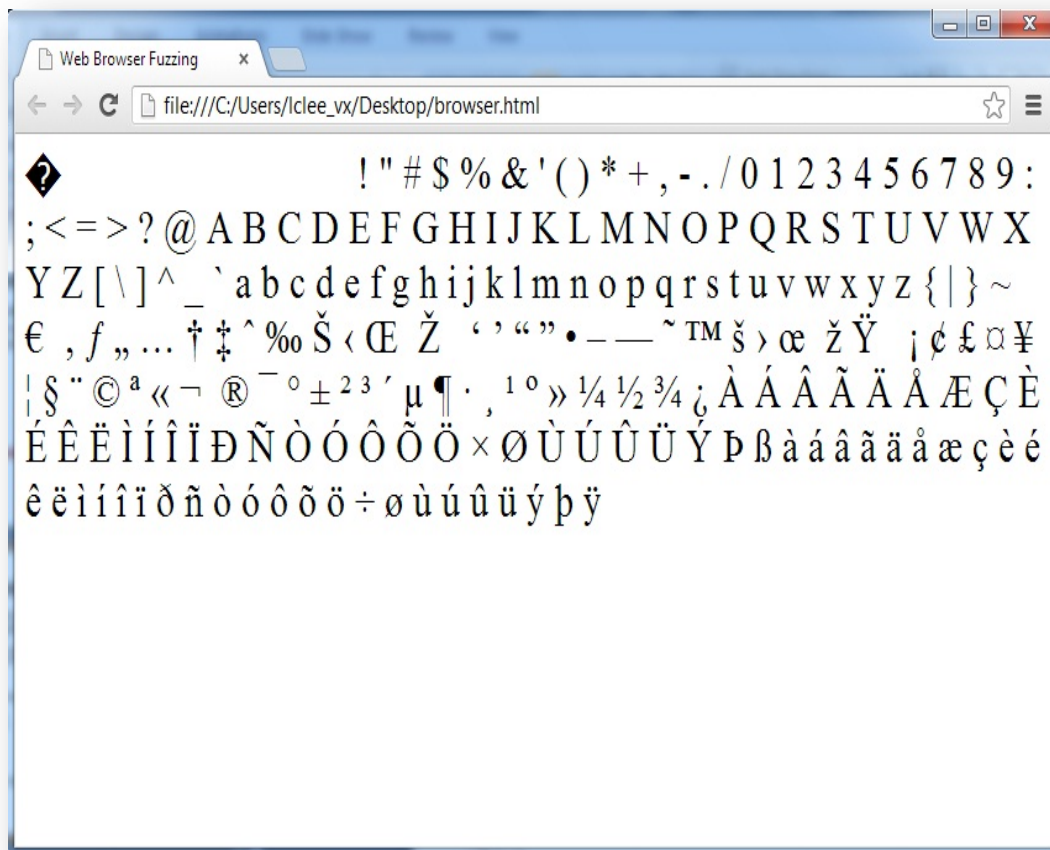 Web Browser Fuzzing
file:///C:/Users/lclee_vx/Desktop/browser.html
� ! " # $ % & ' ( ) * + , - . / 0 1 2 3 4 5 6 7 8 9 :
; < = > ? @ A B C D E F G H I J K L M N O P Q R S T U V W X
Y Z [ \ ] ^ _ ` a b c d e f g h i j k l m n o p q r s t u v w x y z { | } ~
€ ‚ ƒ „ … † ‡ ˆ ‰ Š ‹ Œ Ž ‘ ’ “ ” • – — ˜ ™ š › œ ž Ÿ ¡ ¢ £ ¤ ¥
¦ § ¨ © ª « ¬ ® ¯ ° ± ² ³ ´ µ ¶ · ¸ ¹ º » ¼ ½ ¾ ¿ À Á Â Ã Ä Å Æ Ç È
É Ê Ë Ì Í Î Ï Ð Ñ Ò Ó Ô Õ Ö × Ø Ù Ú Û Ü Ý Þ ß à á â ã ä å æ ç è é
ê ë ì í î ï ð ñ ò ó ô õ ö ÷ ø ù ú û ü ý þ ÿ